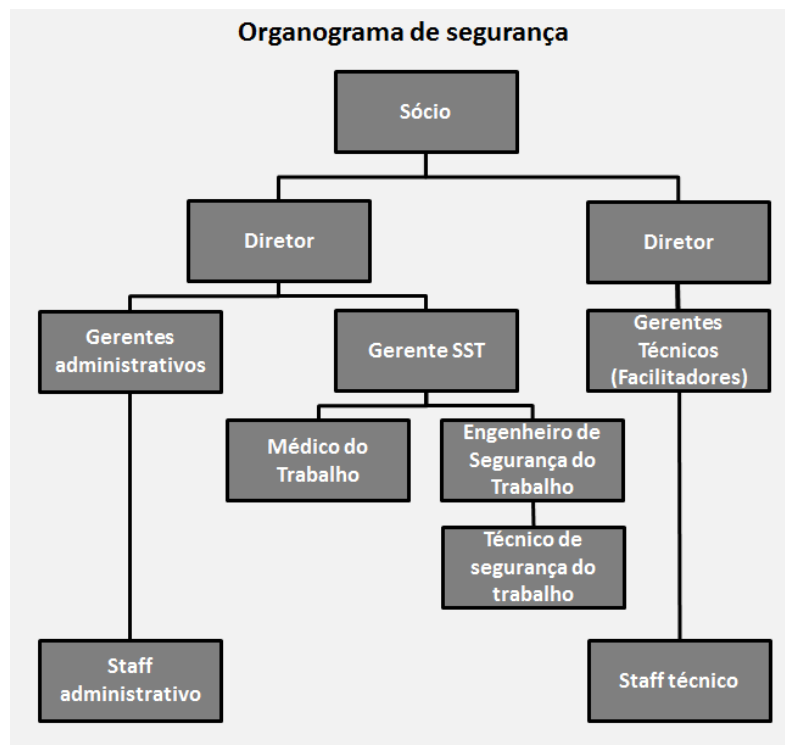 Organograma de segurança
Sócio
Diretor
Diretor
Gerentes
administrativos
Gerente SST
Gerentes
Técnicos
(Facilitadores)
Médico do
Trabalho
Engenheiro de
Segurança do
Trabalho
Técnico de
segurança do
trabalho
Staff
administrativo
Staff técnico